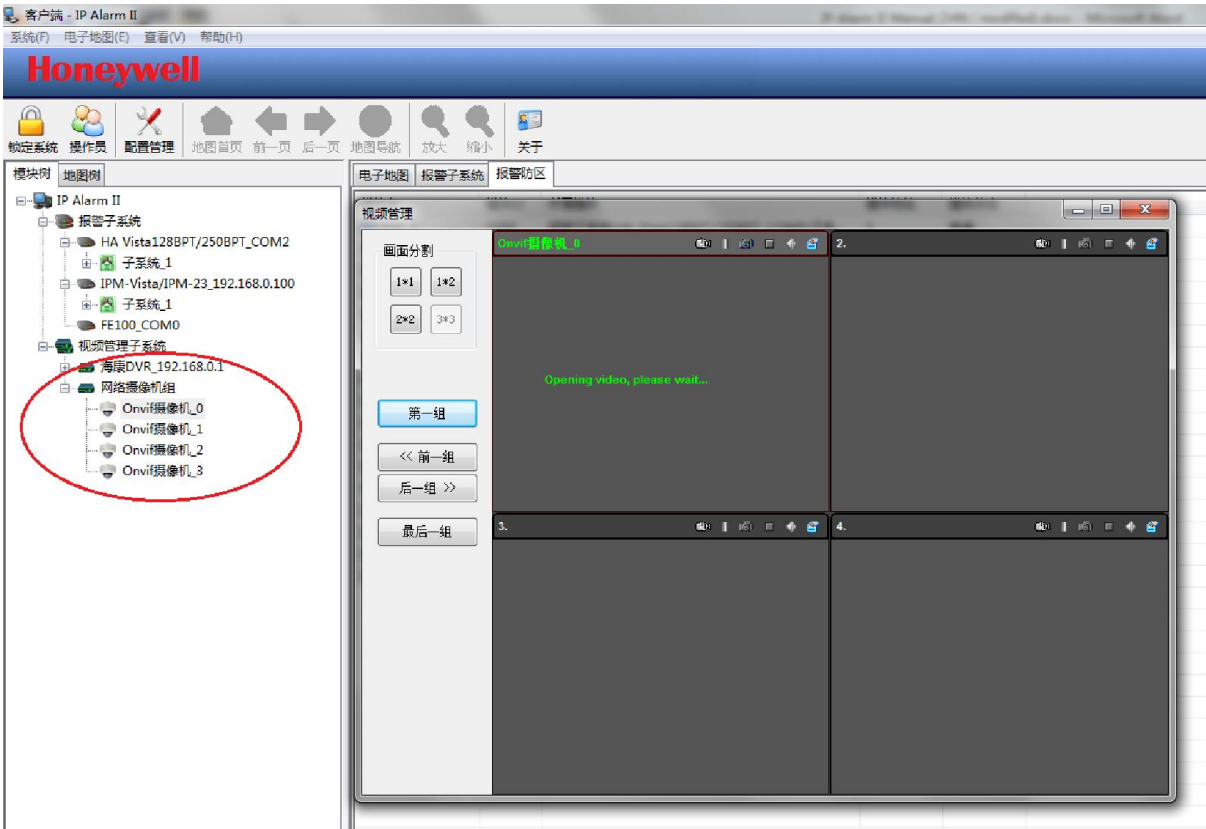 客户端 - IP Alarm II
系统(F) 电子地图(E) 查看(V) 帮助(H)
Honeywell
锁定系统 操作员 配置管理 地图首页 前一页 后一页 地图导航 放大 缩小 关于
模块树 地图树
电子地图 报警子系统 报警防区
IP Alarm II
报警子系统
HA Vista128BPT/250BPT_COM2
子系统_1
IPM-Vista/IPM-23_192.168.0.100
子系统_1
FE100_COM0
视频管理子系统
海康DVR_192.168.0.1
网络摄像机组
Onvif摄像机_0
Onvif摄像机_1
Onvif摄像机_2
Onvif摄像机_3
视频管理
画面分割
1*1 1*2
2*2 3*3
第一组
<< 前一组
后一组 >>
最后一组
Onvif摄像机_0
2.
Opening video, please wait...
3.
4.